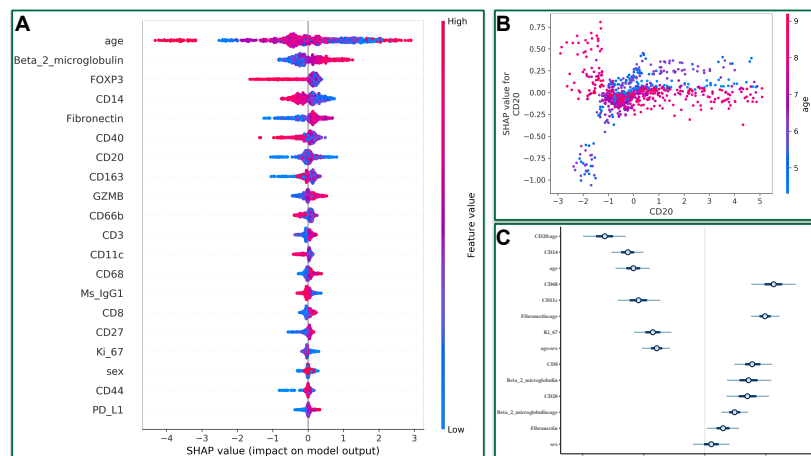 A
High
age
Beta_2_microglobulin
FOXP3
CD14
Fibronectin
CD40
CD20
CD163
GZMB
CD66b
CD3
CD11c
CD68
Ms_IgG1
CD8
CD27
Ki_67
sex
CD44
PD_L1
−4 −3 −2 −1 0 1 2 3
SHAP value (impact on model output)
Low
Feature value
B
0.75
0.50
0.25
0.00
−0.25
−0.50
−0.75
−1.00
SHAP value for
CD20
−3 −2 −1 0 1 2 3 4 5
CD20
9
8
7
6
5
age
C
CD20:age
CD14
age
CD68
CD11c
Fibronectin:age
Ki_67
age:sex
CD8
Beta_2_microglobulin
CD20
Beta_2_microglobulin:age
Fibronectin
sex